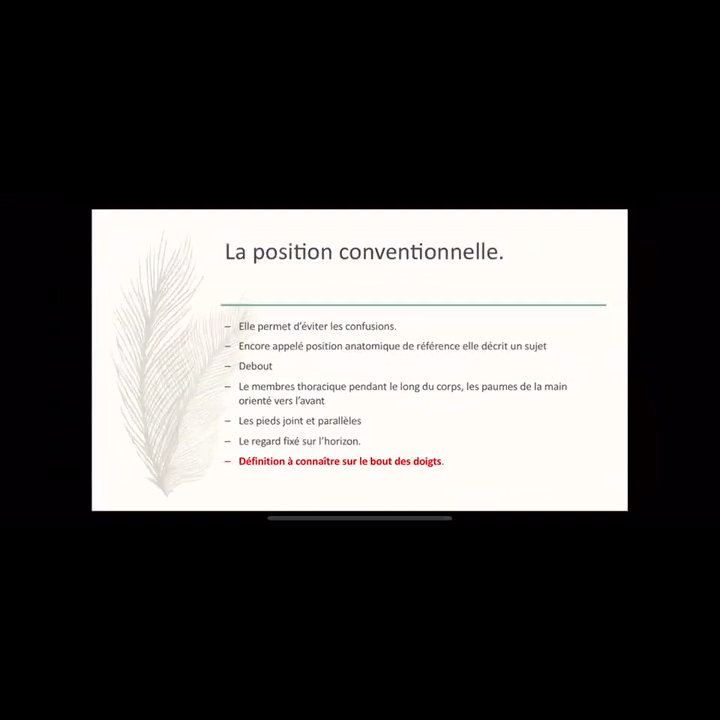 La position conventionnelle.
– Elle permet d’éviter les confusions.
– Encore appelé position anatomique de référence elle décrit un sujet
– Debout
– Le membres thoracique pendant le long du corps, les paumes de la main
orienté vers l’avant
– Les pieds joint et parallèles
– Le regard fixé sur l’horizon.
– Définition à connaître sur le bout des doigts.